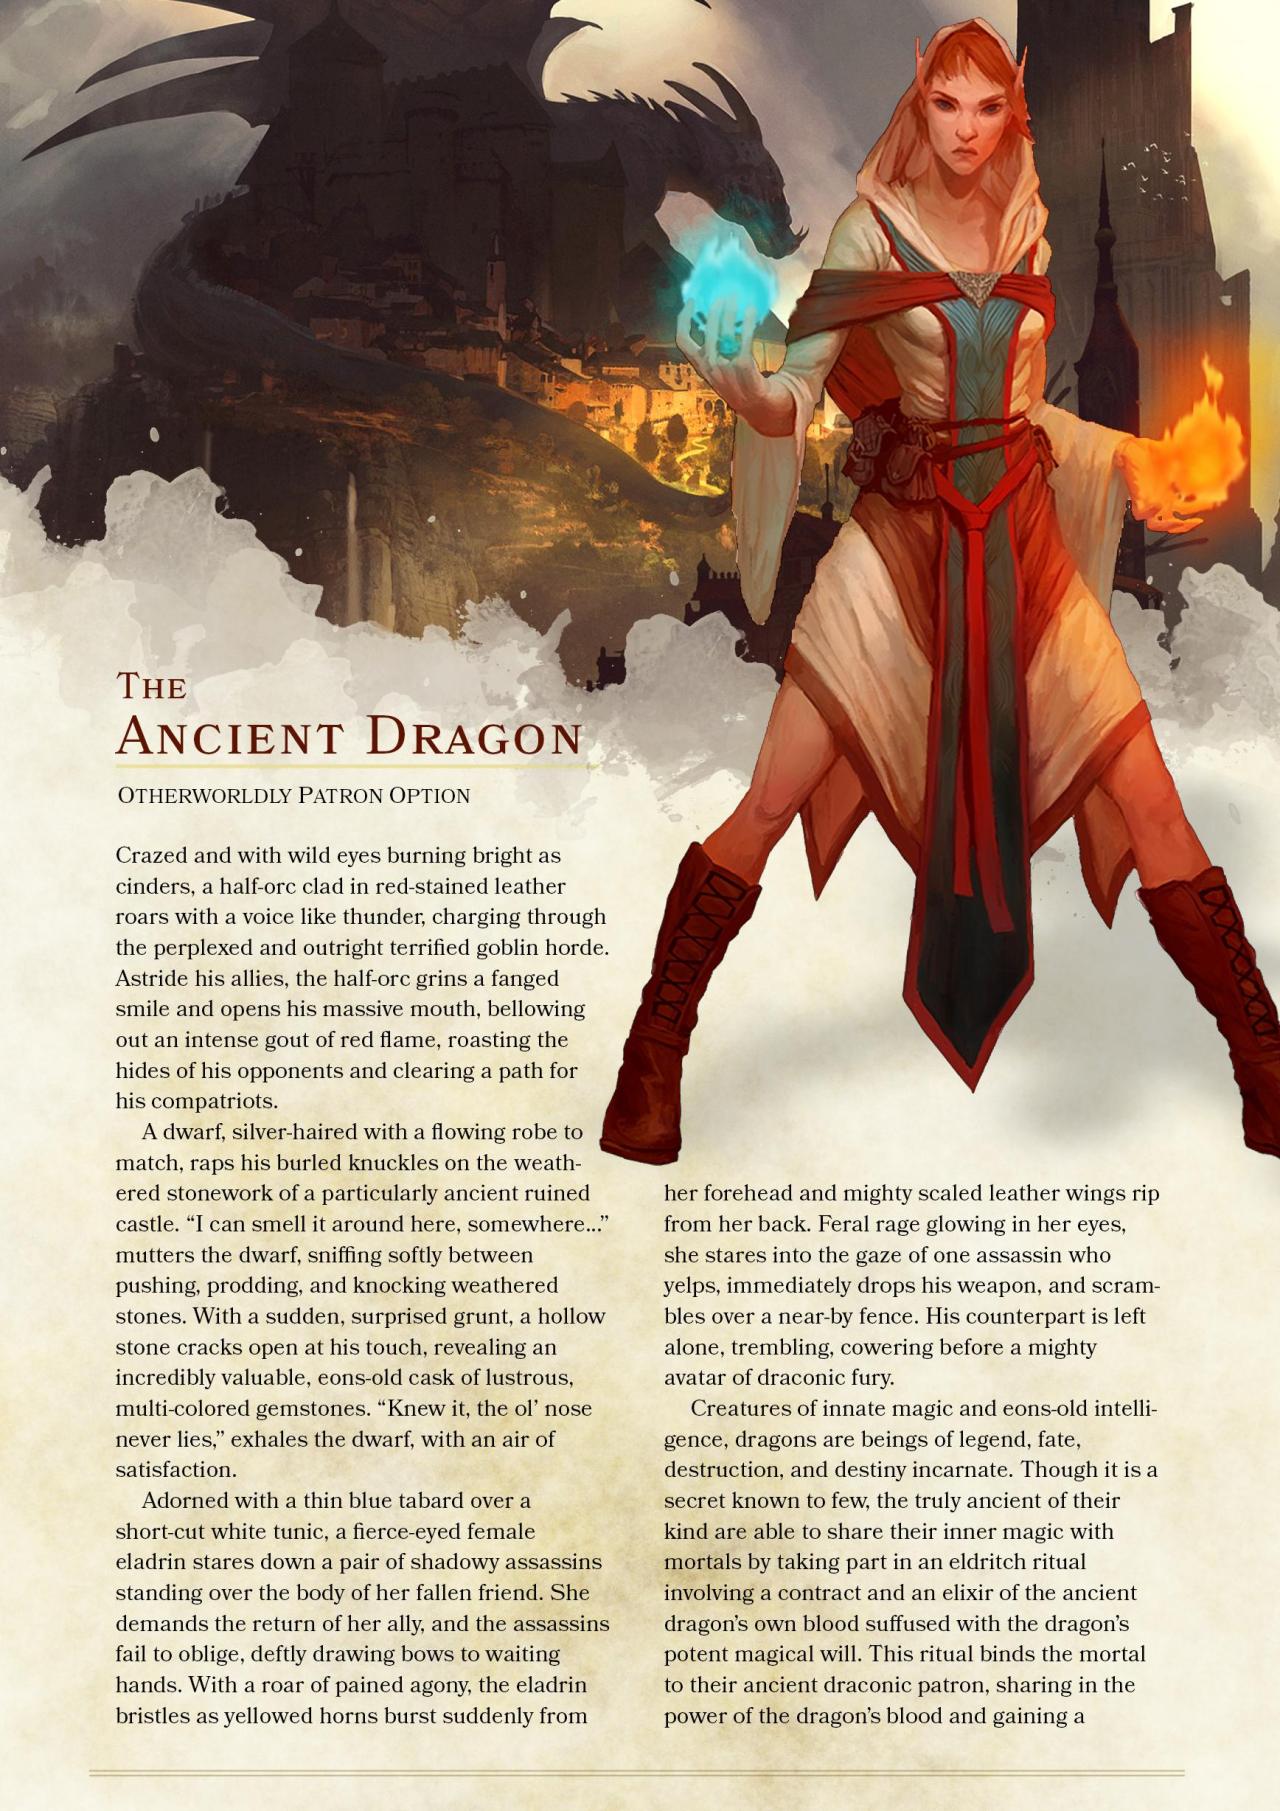 The
Ancient Dragon
Otherworldly Patron Option
Crazed and with wild eyes burning bright as
cinders, a half-orc clad in red-stained leather
roars with a voice like thunder, charging through
the perplexed and outright terrified goblin horde.
Astride his allies, the half-orc grins a fanged
smile and opens his massive mouth, bellowing
out an intense gout of red flame, roasting the
hides of his opponents and clearing a path for
his compatriots.
A dwarf, silver-haired with a flowing robe to
match, raps his burled knuckles on the weath-
ered stonework of a particularly ancient ruined
castle. “I can smell it around here, somewhere...”
mutters the dwarf, sniffing softly between
pushing, prodding, and knocking weathered
stones. With a sudden, surprised grunt, a hollow
stone cracks open at his touch, revealing an
incredibly valuable, eons-old cask of lustrous,
multi-colored gemstones. “Knew it, the ol’ nose
never lies,” exhales the dwarf, with an air of
satisfaction.
Adorned with a thin blue tabard over a
short-cut white tunic, a fierce-eyed female
eladrin stares down a pair of shadowy assassins
standing over the body of her fallen friend. She
demands the return of her ally, and the assassins
fail to oblige, deftly drawing bows to waiting
hands. With a roar of pained agony, the eladrin
bristles as yellowed horns burst suddenly from
her forehead and mighty scaled leather wings rip
from her back. Feral rage glowing in her eyes,
she stares into the gaze of one assassin who
yelps, immediately drops his weapon, and scram-
bles over a near-by fence. His counterpart is left
alone, trembling, cowering before a mighty
avatar of draconic fury.
Creatures of innate magic and eons-old intelli-
gence, dragons are beings of legend, fate,
destruction, and destiny incarnate. Though it is a
secret known to few, the truly ancient of their
kind are able to share their inner magic with
mortals by taking part in an eldritch ritual
involving a contract and an elixir of the ancient
dragon’s own blood suffused with the dragon’s
potent magical will. This ritual binds the mortal
to their ancient draconic patron, sharing in the
power of the dragon’s blood and gaining a